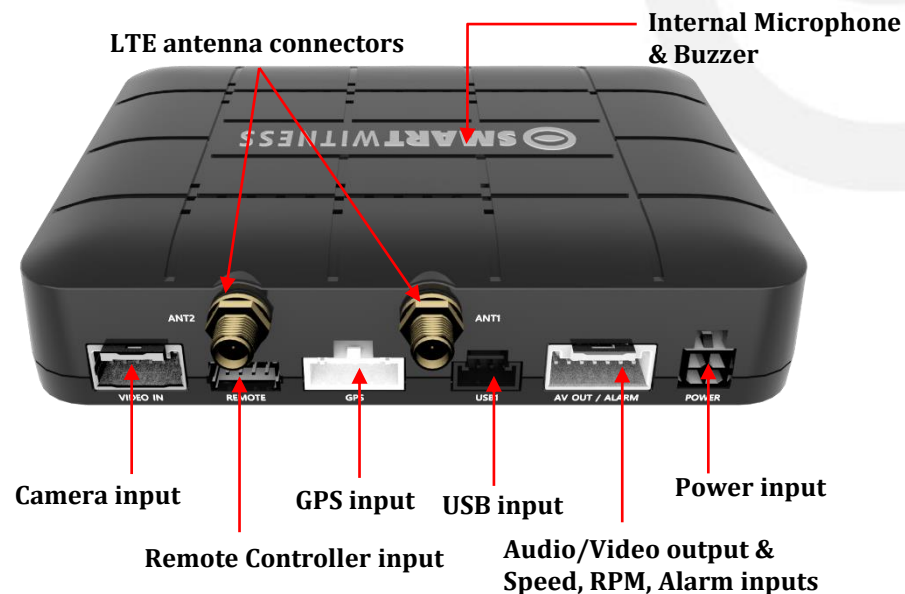 Internal Microphone
& Buzzer
LTE antenna connectors
SMARTWITNESS
ANT2
ANT1
VIDEO IN
REMOTE
GPS
USB1
AV OUT / ALARM
POWER
Camera input
GPS input
USB input
Power input
Remote Controller input
Audio/Video output &
Speed, RPM, Alarm inputs